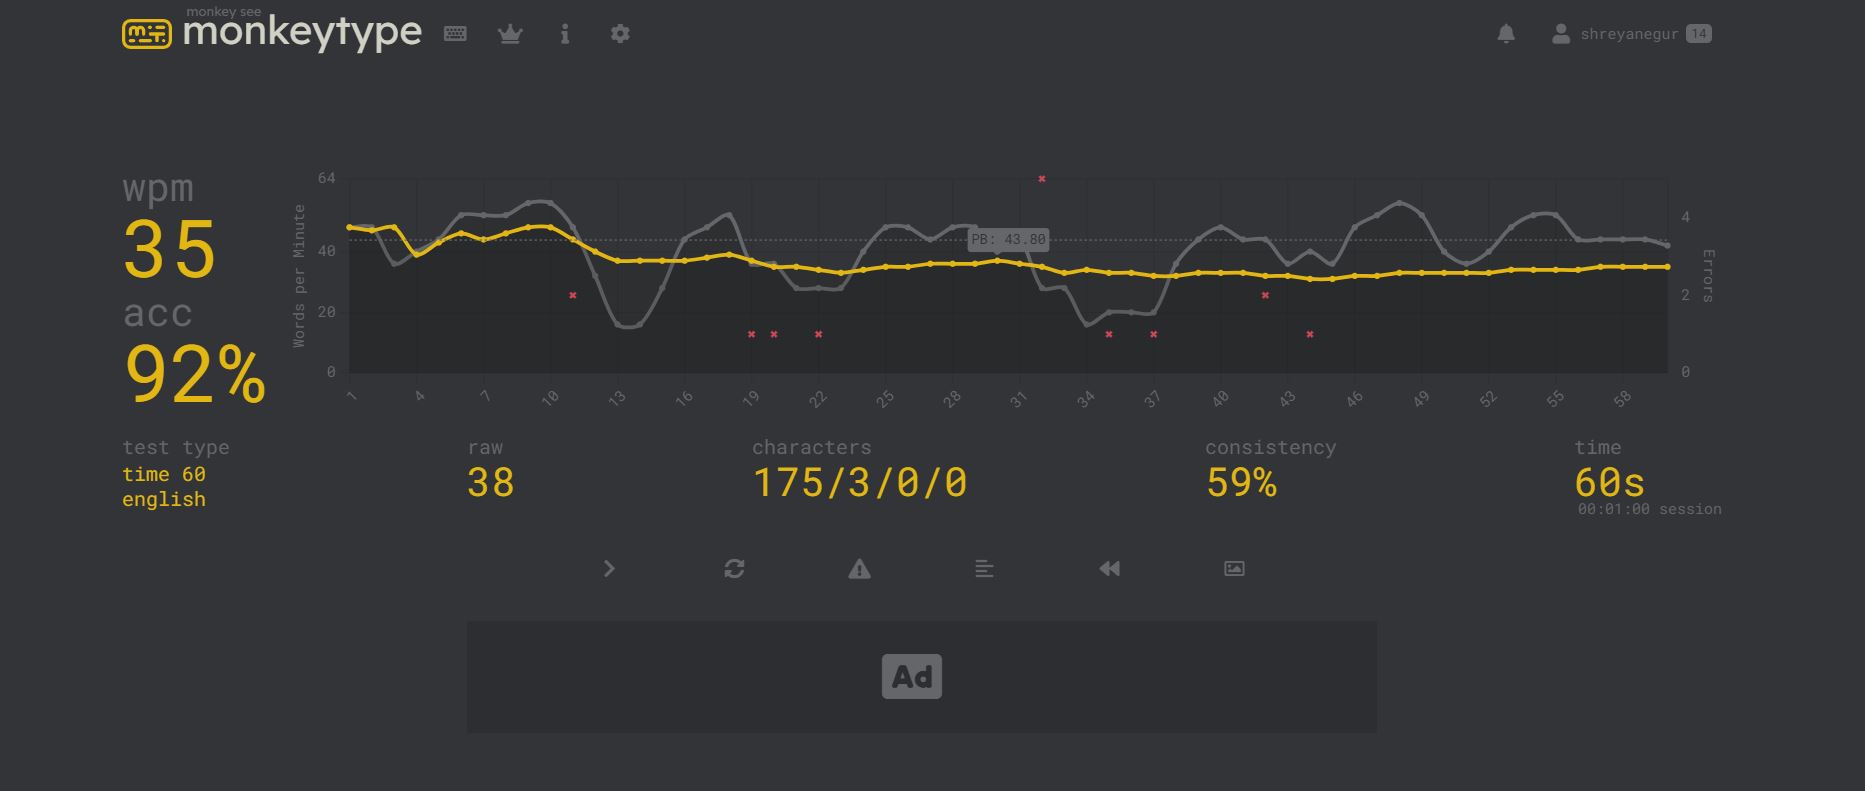 monkey see
monkeytype
shreyanegur 14
wpm
35
acc
92%
Words per Minute
64
40
20
0
PB: 43.80
4
2
0
Errors
1 4 7 10 13 16 19 22 25 28 31 34 37 40 43 46 49 52 55 58
test type
time 60
english
raw
38
characters
175/3/0/0
consistency
59%
time
60s
00:01:00 session
Ad